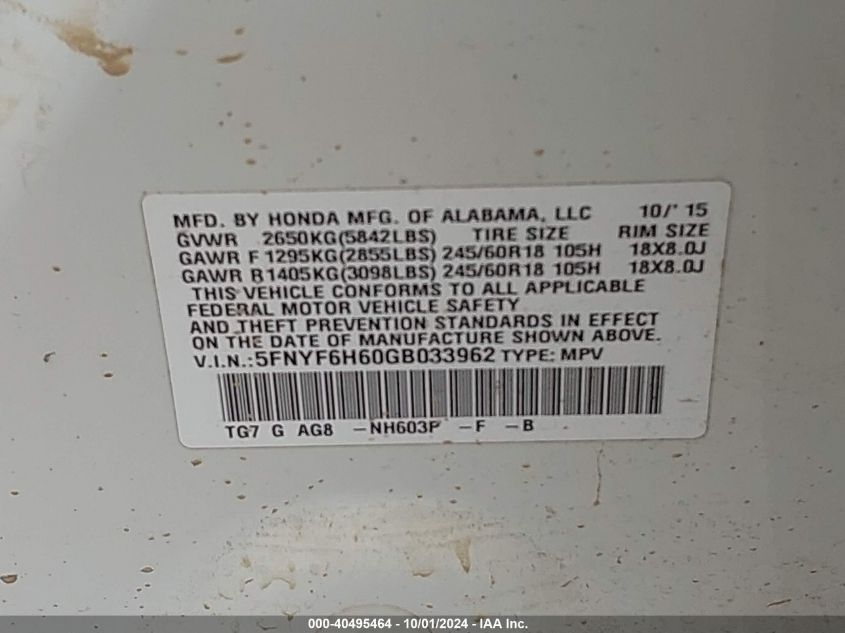 MFD. BY HONDA MFG. OF ALABAMA, LLC 10/' 15
GVWR 2650KG(5842LBS) TIRE SIZE RIM SIZE
GAWR F 1295KG(2855LBS) 245/60R18 105H 18X8.0J
GAWR R 1405KG(3098LBS) 245/60R18 105H 18X8.0J
THIS VEHICLE CONFORMS TO ALL APPLICABLE
FEDERAL MOTOR VEHICLE SAFETY
AND THEFT PREVENTION STANDARDS IN EFFECT
ON THE DATE OF MANUFACTURE SHOWN ABOVE.
V.I.N.:5FNYF6H60GB033962 TYPE: MPV
TG7 G AG8 -NH603P -F -B
000-40495464 - 10/01/2024 - IAA Inc.